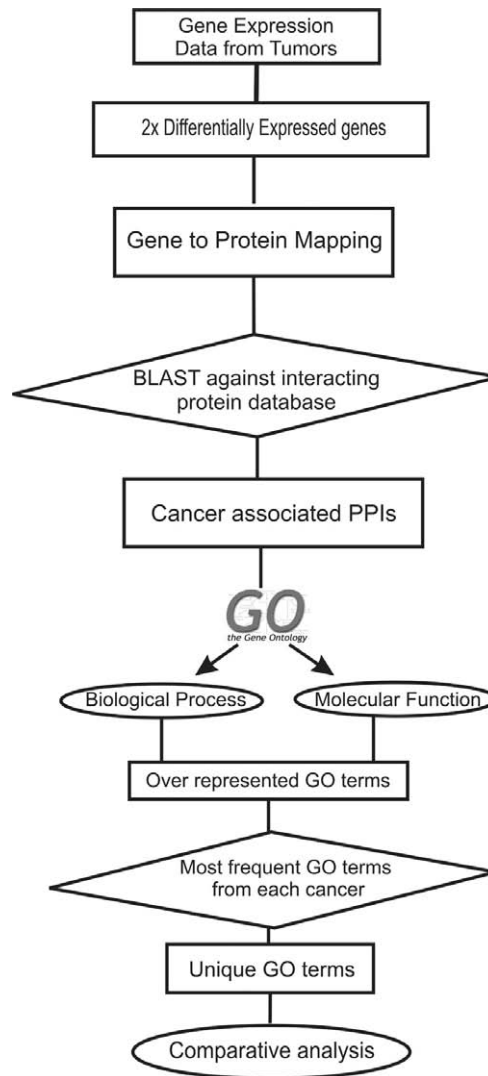 Gene Expression
Data from Tumors
2x Differentially Expressed genes
Gene to Protein Mapping
BLAST against interacting
protein database
Cancer associated PPIs
GO
the Gene Ontology
Biological Process
Molecular Function
Over represented GO terms
Most frequent GO terms
from each cancer
Unique GO terms
Comparative analysis